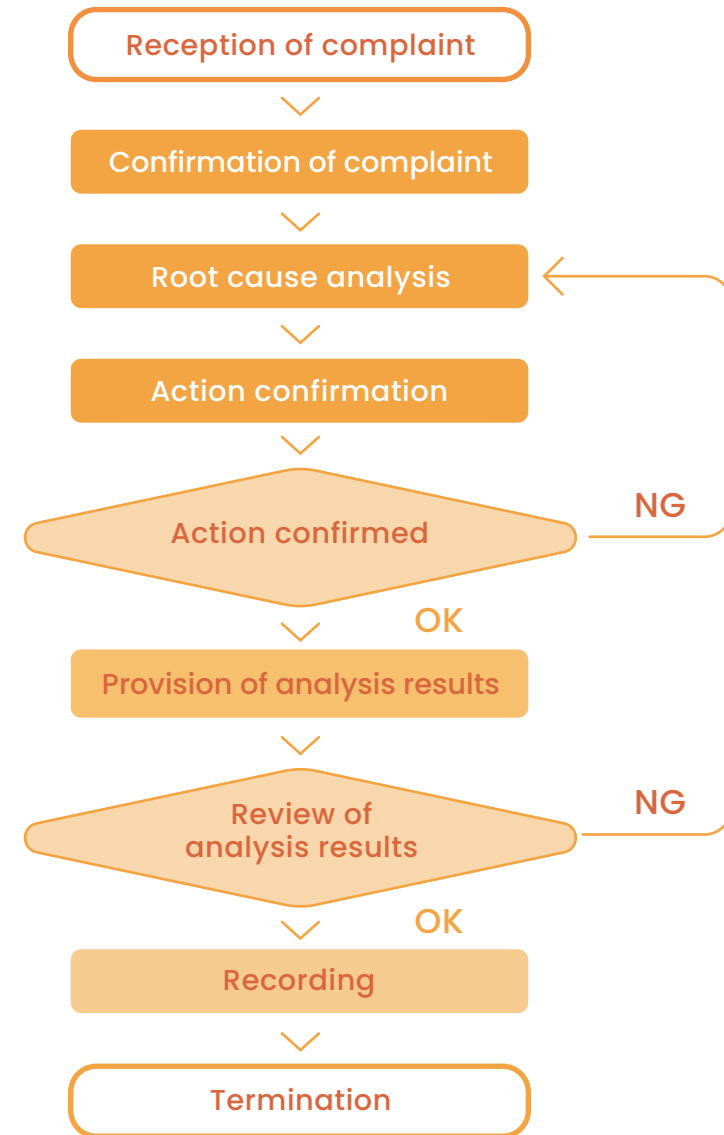 Reception of complaint
Confirmation of complaint
Root cause analysis
Action confirmation
Action confirmed
NG
OK
Provision of analysis results
Review of
analysis results
NG
OK
Recording
Termination